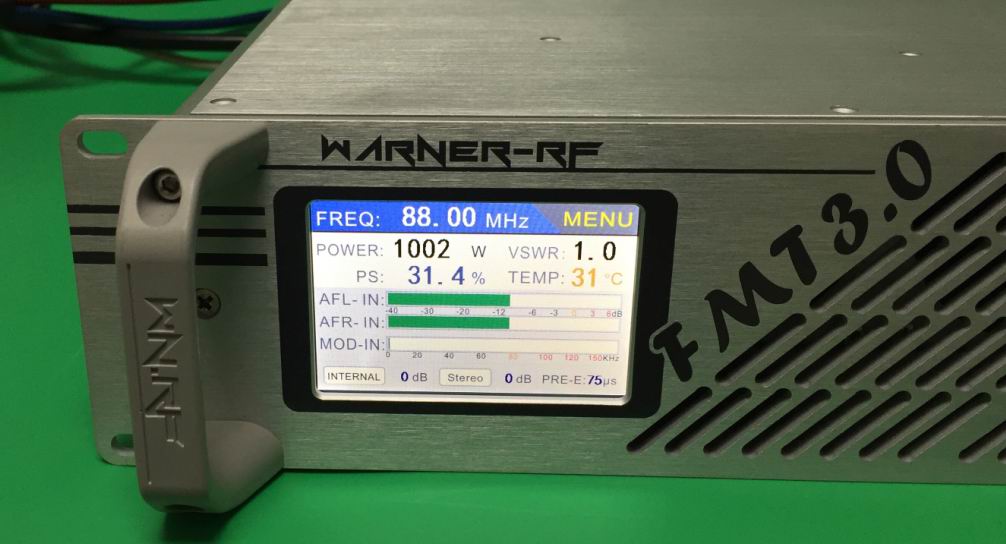 WARNER-RF
FMT3.0
FREQ: 88.00 MHz MENU
POWER: 1002 W VSWR: 1.0
PS: 31.4 % TEMP: 31 °C
AFL-IN:
-40 -30 -20 -12 -6 -3 0 3 6dB
AFR-IN:
MOD-IN:
0 20 40 60 80 100 120 150KHz
INTERNAL 0 dB Stereo 0 dB PRE-E: 75µs